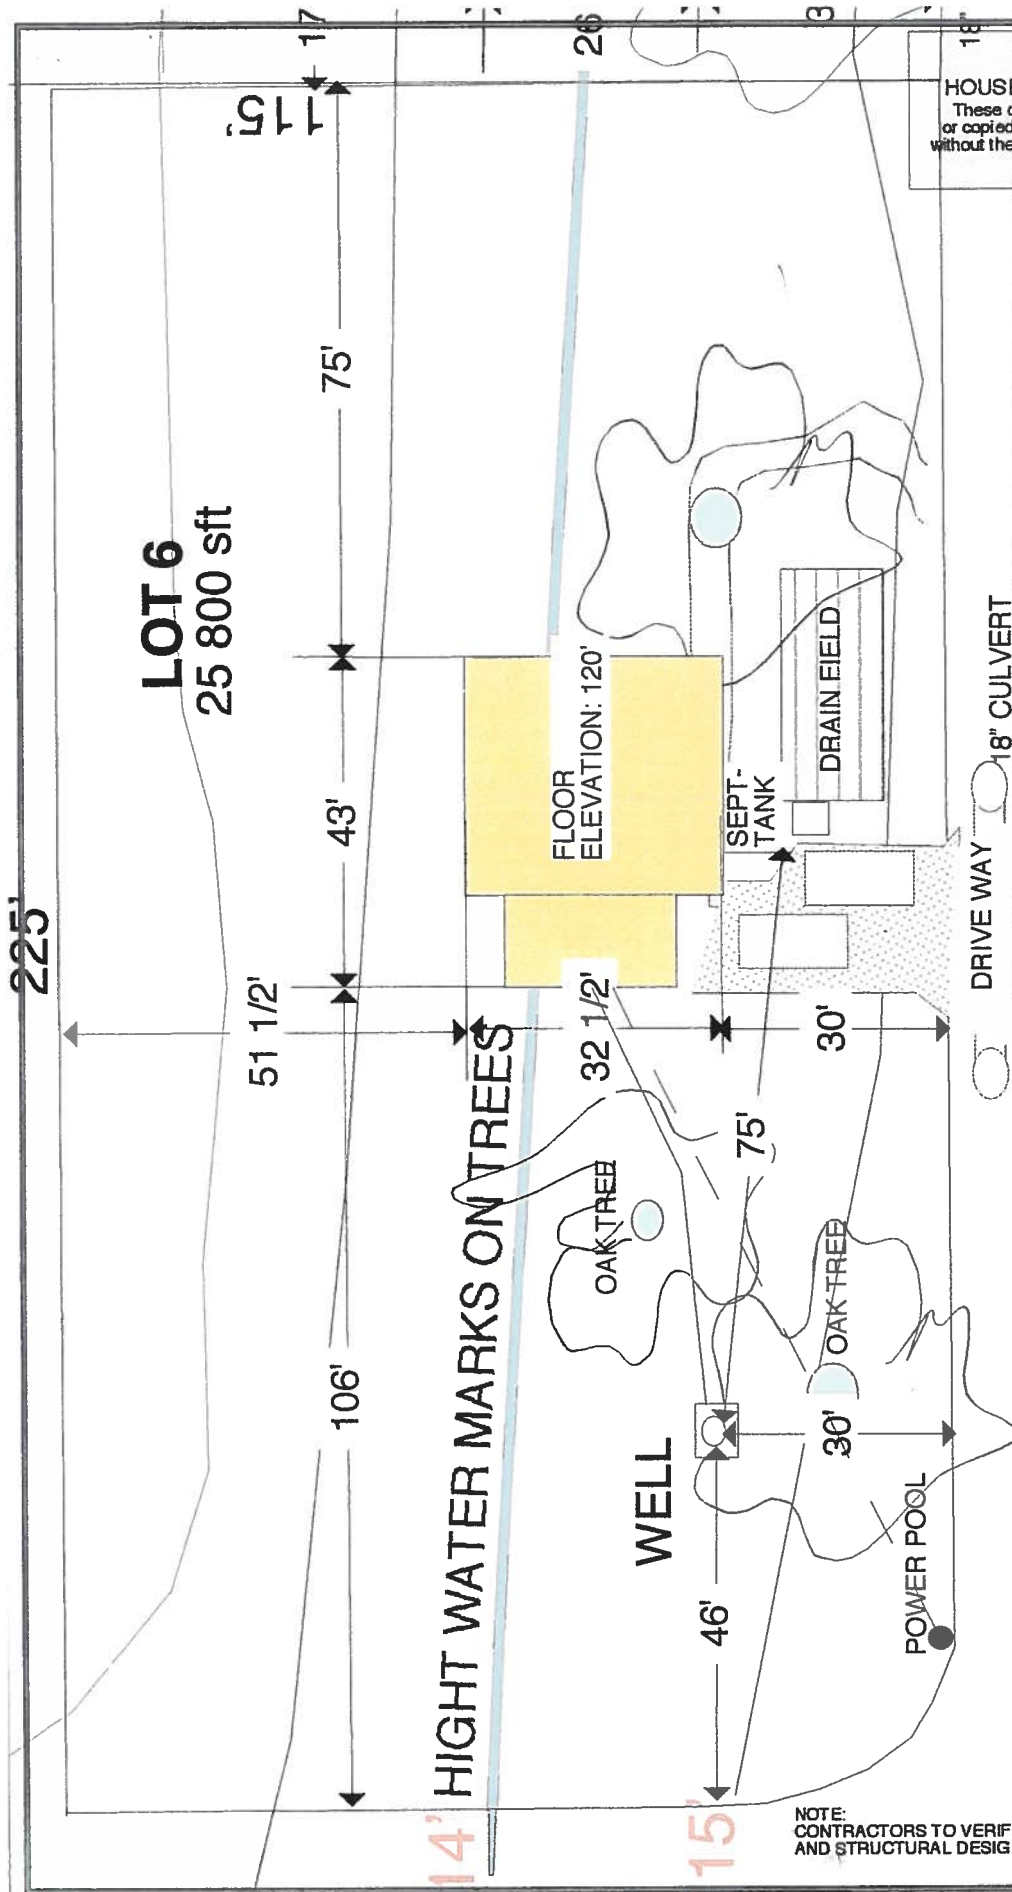 17
26
3
18"
115'
HOUSE
These
or copied
without the
75'
LOT 6
25 800 sft
225'
43'
FLOOR
ELEVATION: 120'
SEPT-
TANK
DRAIN FIELD
18" CULVERT
DRIVE WAY
51 1/2'
32 1/2'
30'
HIGHT WATER MARKS ON TREES
75'
OAK TREE
OAK TREE
106'
WELL
30'
46'
POWER POOL
14'
15'
NOTE:
CONTRACTORS TO VERIF
AND STRUCTURAL DESIG